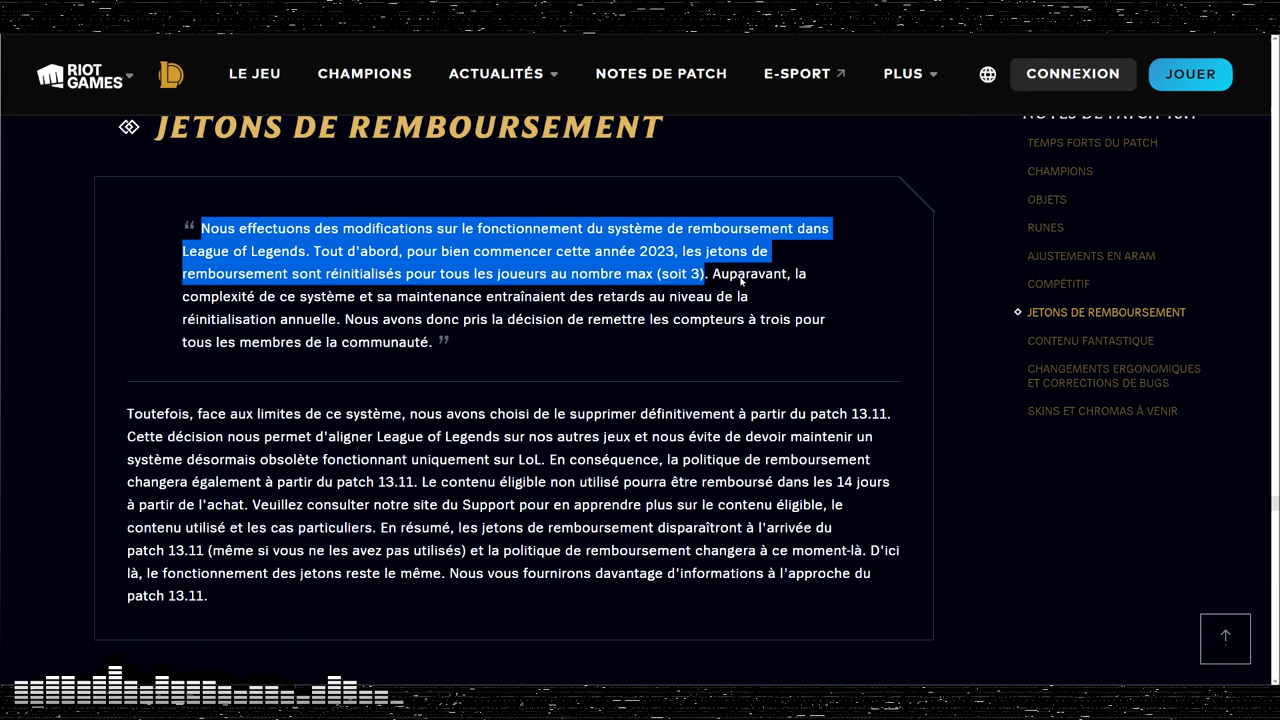 RIOT GAMES
LE JEU
CHAMPIONS
ACTUALITÉS
NOTES DE PATCH
E-SPORT
PLUS
CONNEXION
JOUER
JETONS DE REMBOURSEMENT
“ Nous effectuons des modifications sur le fonctionnement du système de remboursement dans
League of Legends. Tout d'abord, pour bien commencer cette année 2023, les jetons de
remboursement sont réinitialisés pour tous les joueurs au nombre max (soit 3). Auparavant, la
complexité de ce système et sa maintenance entraînaient des retards au niveau de la
réinitialisation annuelle. Nous avons donc pris la décision de remettre les compteurs à trois pour
tous les membres de la communauté. ”
Toutefois, face aux limites de ce système, nous avons choisi de le supprimer définitivement à partir du patch 13.11.
Cette décision nous permet d'aligner League of Legends sur nos autres jeux et nous évite de devoir maintenir un
système désormais obsolète fonctionnant uniquement sur LoL. En conséquence, la politique de remboursement
changera également à partir du patch 13.11. Le contenu éligible non utilisé pourra être remboursé dans les 14 jours
à partir de l'achat. Veuillez consulter notre site du Support pour en apprendre plus sur le contenu éligible, le
contenu utilisé et les cas particuliers. En résumé, les jetons de remboursement disparaîtront à l'arrivée du
patch 13.11 (même si vous ne les avez pas utilisés) et la politique de remboursement changera à ce moment-là. D'ici
là, le fonctionnement des jetons reste le même. Nous vous fournirons davantage d'informations à l'approche du
patch 13.11.
NOTES DE PATCH
TEMPS FORTS DU PATCH
CHAMPIONS
OBJETS
RUNES
AJUSTEMENTS EN ARAM
COMPÉTITIF
JETONS DE REMBOURSEMENT
CONTENU FANTASTIQUE
CHANGEMENTS ERGONOMIQUES
ET CORRECTIONS DE BUGS
SKINS ET CHROMAS À VENIR